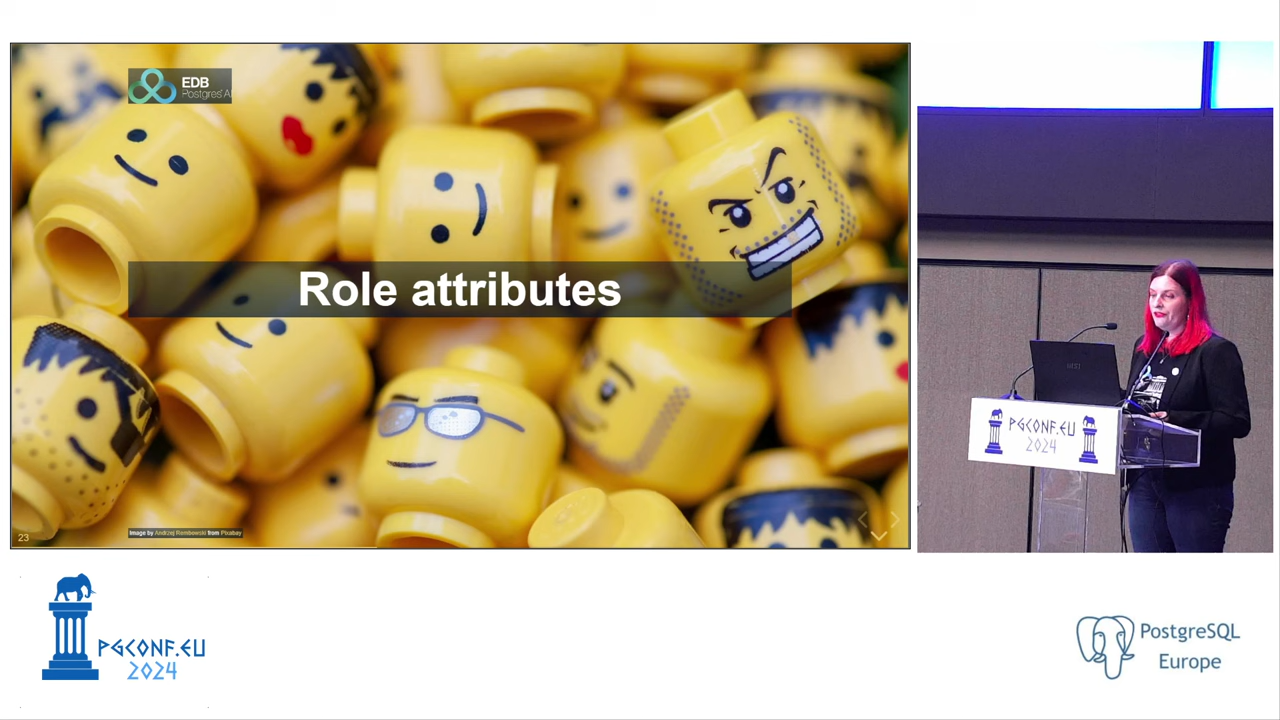 EDB
Postgres AI
Role attributes
23
Image by Andrzej Rembowski from Pixabay
PGCONF.EU
2024
PGCONF.EU
2024
PostgreSQL
Europe